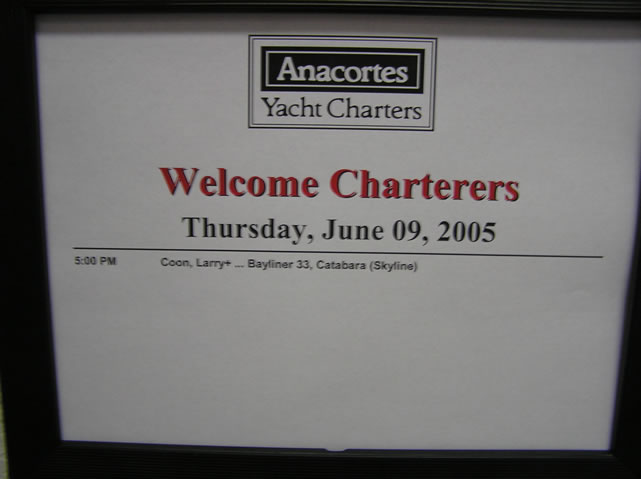 Anacortes
Yacht Charters
Welcome Charterers
Thursday, June 09, 2005
5:00 PM Coon, Larry+ ... Bayliner 33, Catabara (Skyline)